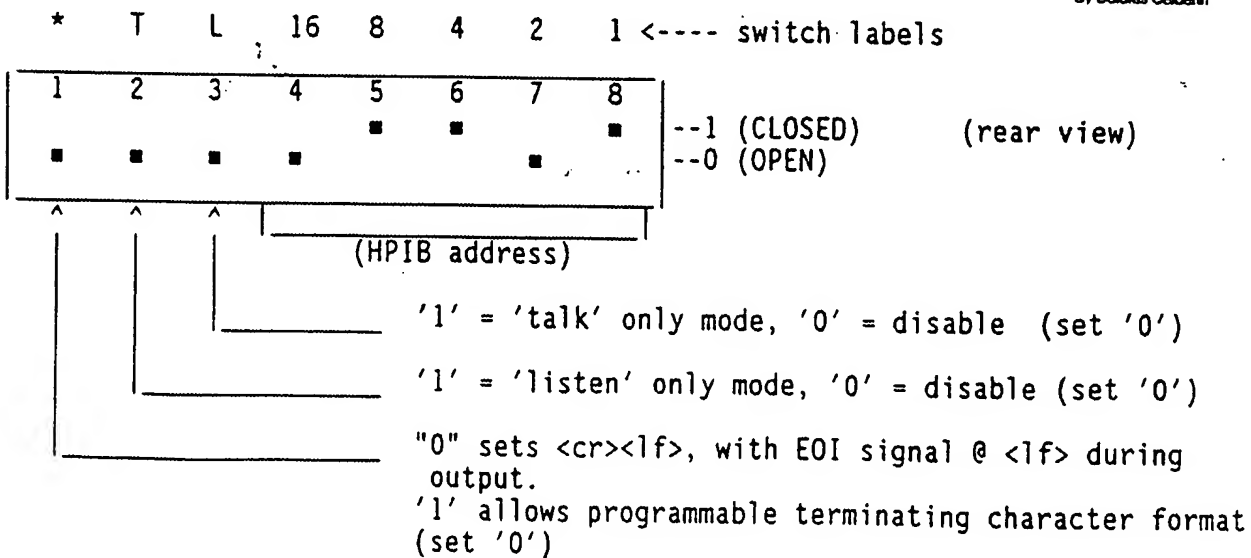 * T L 16 8 4 2 1 <---- switch labels
1 2 3 4 5 6 7 8
--1 (CLOSED) (rear view)
--0 (OPEN)
^ ^ ^
(HPIB address)
'1' = 'talk' only mode, '0' = disable (set '0')
'1' = 'listen' only mode, '0' = disable (set '0')
"0" sets <cr><lf>, with EOI signal @ <lf> during
output.
'1' allows programmable terminating character format
(set '0')